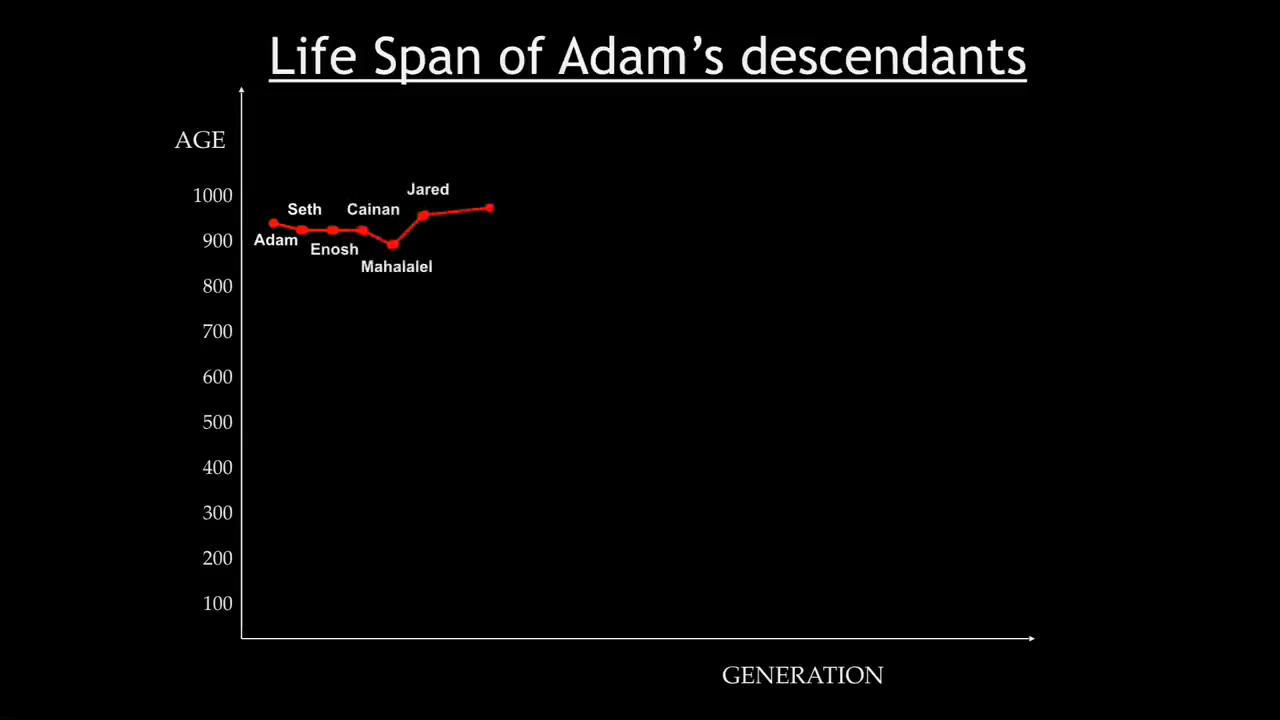 Life Span of Adam’s descendants
AGE
1000
Jared
Seth
Cainan
900
Adam
Enosh
Mahalalel
800
700
600
500
400
300
200
100
GENERATION